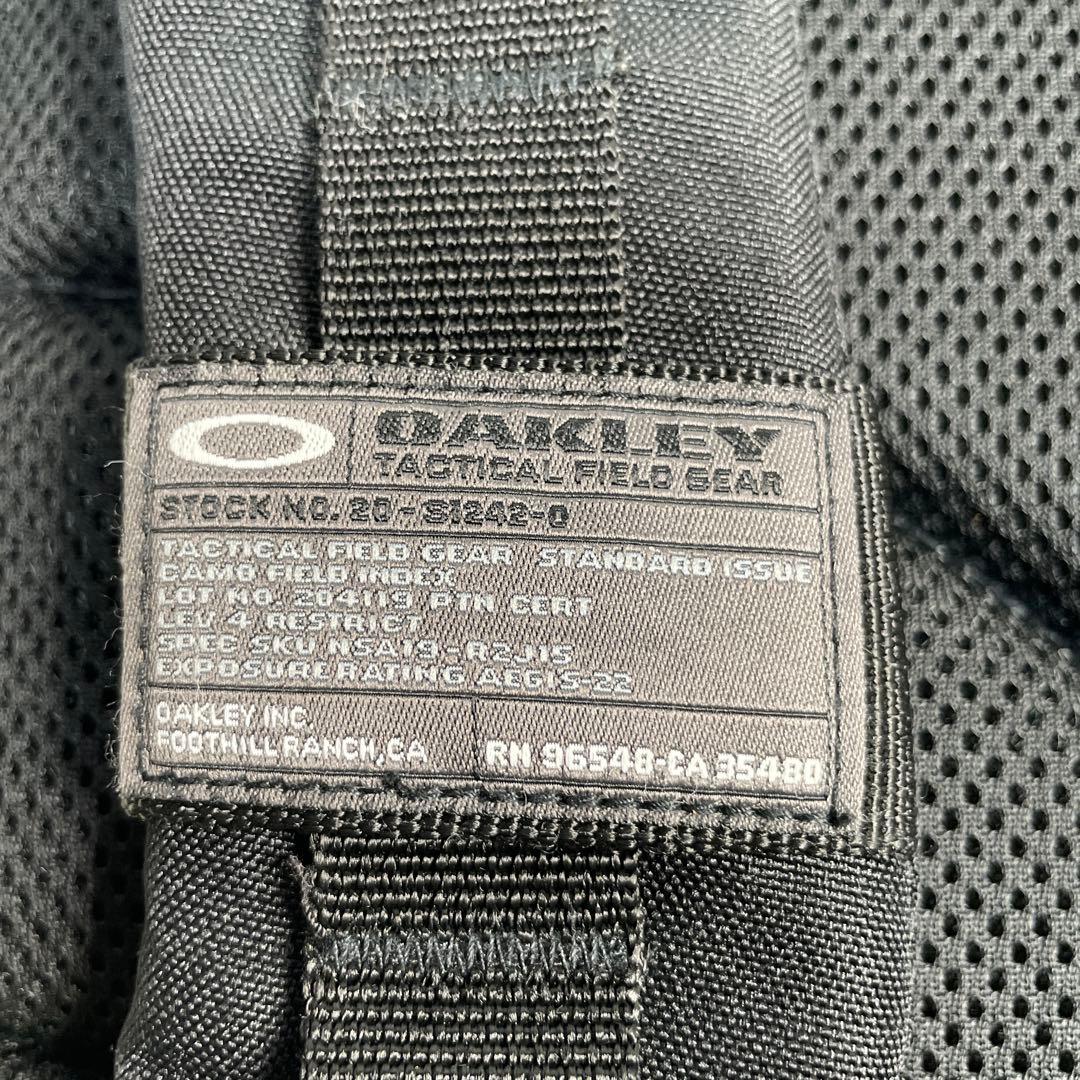 OAKLEY
TACTICAL FIELD GEAR
STOCK NO. 20-S1242-0
TACTICAL FIELD GEAR STANDARD ISSUE
CAMO FIELD INDEX
LOT NO. 204113 PTN CERT
LEV 4 RESTRICT
SPEC SKU NSA19-R2J15
EXPOSURE RATING AEGIS-22
OAKLEY INC.
FOOTHILL RANCH, CA
RN 96548-CA 35480